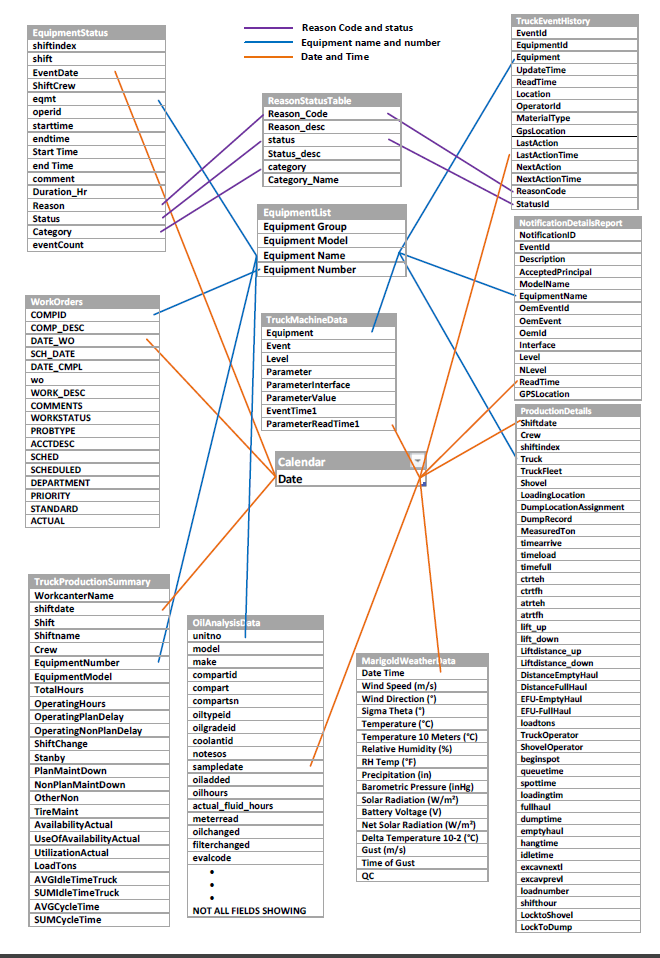 EquipmentStatus
shiftindex
shift
EventDate
ShiftCrew
eqmt
operid
starttime
endtime
Start Time
end Time
comment
Duration_Hr
Reason
Status
Category
eventCount
Reason Code and status
Equipment name and number
Date and Time
TruckEventHistory
EventId
EquipmentId
Equipment
UpdateTime
ReadTime
Location
OperatorId
MaterialType
GpsLocation
LastAction
LastActionTime
NextAction
NextActionTime
ReasonCode
StatusId
ReasonStatusTable
Reason_Code
Reason_desc
status
Status_desc
category
Category_Name
EquipmentList
Equipment Group
Equipment Model
Equipment Name
Equipment Number
NotificationDetailsReport
NotificationID
EventId
Description
AcceptedPrincipal
ModelName
EquipmentName
OemEventId
OemEvent
OemId
Interface
Level
NLevel
ReadTime
GPSLocation
WorkOrders
COMPID
COMP_DESC
DATE_WO
SCH_DATE
DATE_CMPL
wo
WORK_DESC
COMMENTS
WORKSTATUS
PROBTYPE
ACCTDESC
SCHED
SCHEDULED
DEPARTMENT
PRIORITY
STANDARD
ACTUAL
TruckMachineData
Equipment
Event
Level
Parameter
ParameterInterface
ParameterValue
EventTime1
ParameterReadTime1
Calendar
Date
ProductionDetails
Shiftdate
Crew
shiftindex
Truck
TruckFleet
Shovel
LoadingLocation
DumpLocationAssignment
DumpRecord
MeasuredTon
timearrive
timeload
timefull
ctrteh
ctrtfh
atrteh
atrtfh
lift_up
lift_down
Liftdistance_up
Liftdistance_down
DistanceEmptyHaul
DistanceFullHaul
EFU-EmptyHaul
EFU-FullHaul
loadtons
TruckOperator
ShovelOperator
beginspot
queuetime
spottime
loadingtim
fullhaul
dumptime
emptyhaul
hangtime
idletime
excavnextl
excavprevl
loadnumber
shifthour
LocktoShovel
LockToDump
TruckProductionSummary
WorkcanterName
shiftdate
Shift
Shiftname
Crew
EquipmentNumber
EquipmentModel
TotalHours
OperatingHours
OperatingPlanDelay
OperatingNonPlanDelay
ShiftChange
Stanby
PlanMaintDown
NonPlanMaintDown
OtherNon
TireMaint
AvailabilityActual
UseOfAvailabilityActual
UtilizationActual
LoadTons
AVGIdleTimeTruck
SUMIdleTimeTruck
AVGCycleTime
SUMCycleTime
OilAnalysisData
unitno
model
make
compartid
compart
compartsn
oiltypeid
oilgradeid
coolantid
notesos
sampledate
oiladded
oilhours
actual_fluid_hours
meterread
oilchanged
filterchanged
evalcode
•
•
•
NOT ALL FIELDS SHOWING
MarigoldWeatherData
Date Time
Wind Speed (m/s)
Wind Direction (°)
Sigma Theta (°)
Temperature (°C)
Temperature 10 Meters (°C)
Relative Humidity (%)
RH Temp (°F)
Precipitation (in)
Barometric Pressure (inHg)
Solar Radiation (W/m²)
Battery Voltage (V)
Net Solar Radiation (W/m²)
Delta Temperature 10-2 (°C)
Gust (m/s)
Time of Gust
QC